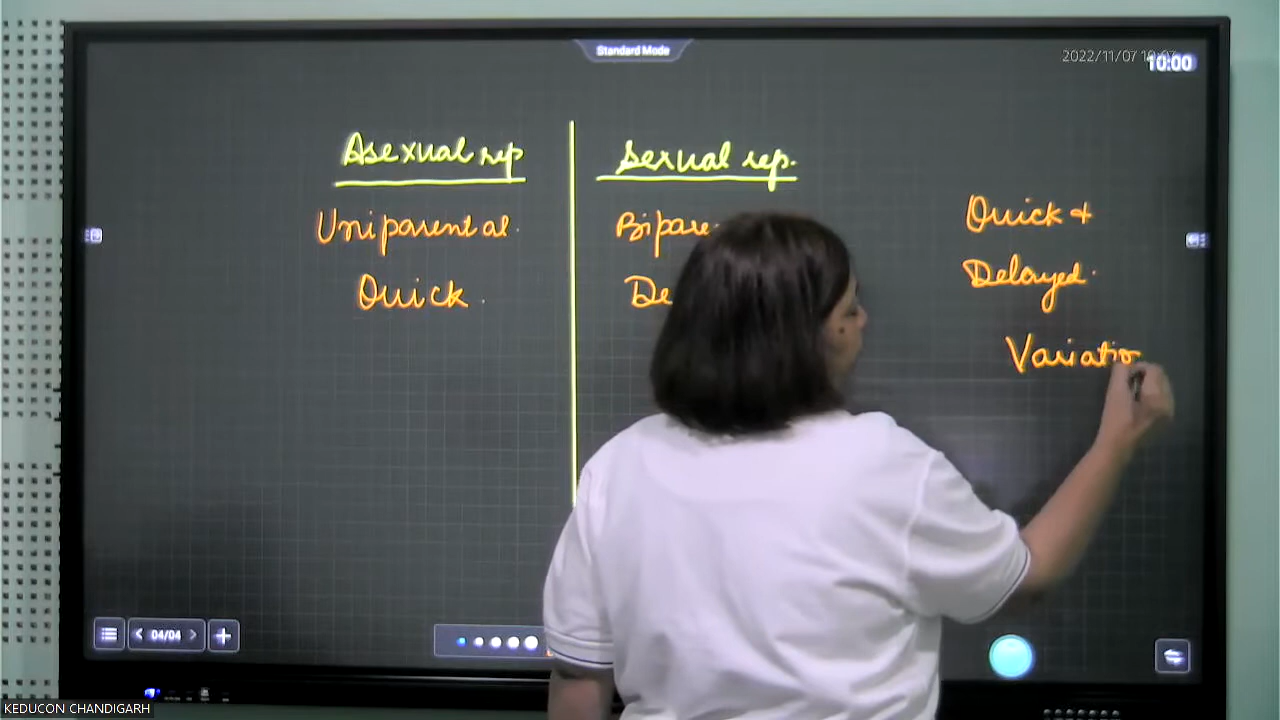 Standard Mode
2022/11/07
10:00
Asexual rep
Sexual rep.
Uniparental.
Quick.
Quick +
Delayed.
Variatio
04/04
KEDUCON CHANDIGARH